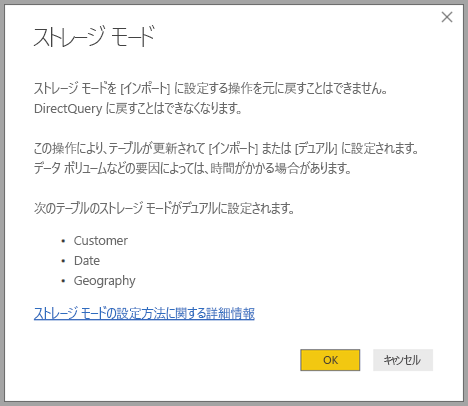 ストレージ モード
ストレージ モードを [インポート] に設定する操作を元に戻すことはできません。
DirectQuery に戻すことはできなくなります。
この操作により、テーブルが更新されて [インポート] または [デュアル] に設定されます。
データ ボリュームなどの要因によっては、時間がかかる場合があります。
次のテーブルのストレージ モードがデュアルに設定されます。
• Customer
• Date
• Geography
ストレージ モードの設定方法に関する詳細情報
OK キャンセル